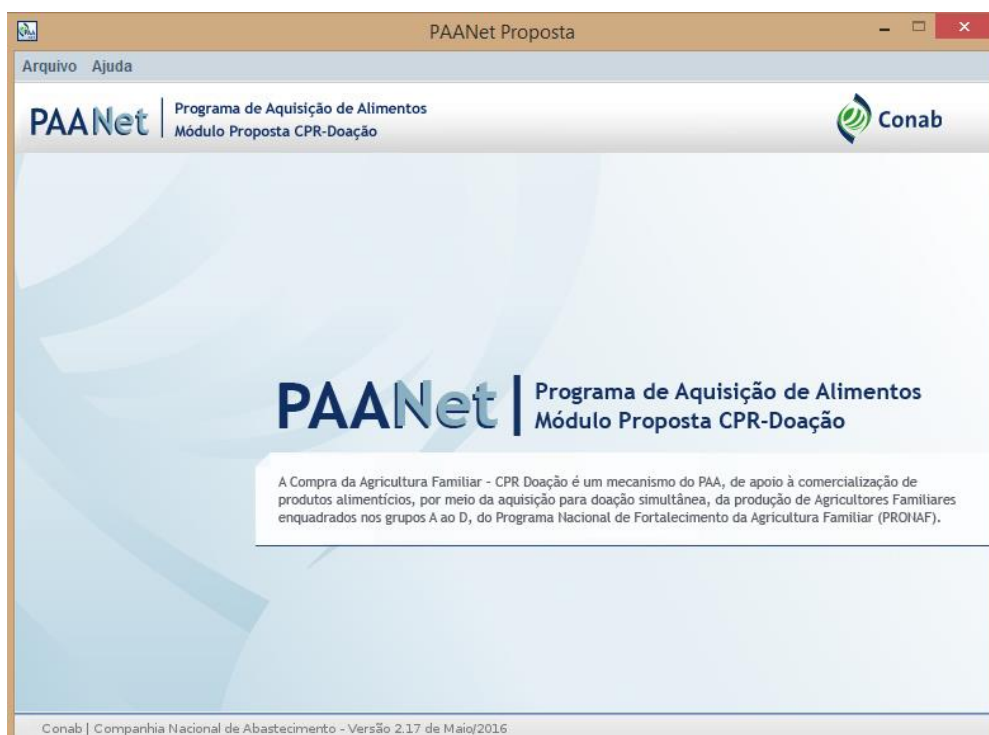 PAANet Proposta
Arquivo Ajuda
PAANet
Programa de Aquisição de Alimentos
Módulo Proposta CPR-Doação
Conab
PAANet
Programa de Aquisição de Alimentos
Módulo Proposta CPR-Doação
A Compra da Agricultura Familiar - CPR Doação é um mecanismo do PAA, de apoio à comercialização de
produtos alimentícios, por meio da aquisição para doação simultânea, da produção de Agricultores Familiares
enquadrados nos grupos A ao D, do Programa Nacional de Fortalecimento da Agricultura Familiar (PRONAF).
Conab | Companhia Nacional de Abastecimento - Versão 2.17 de Maio/2016